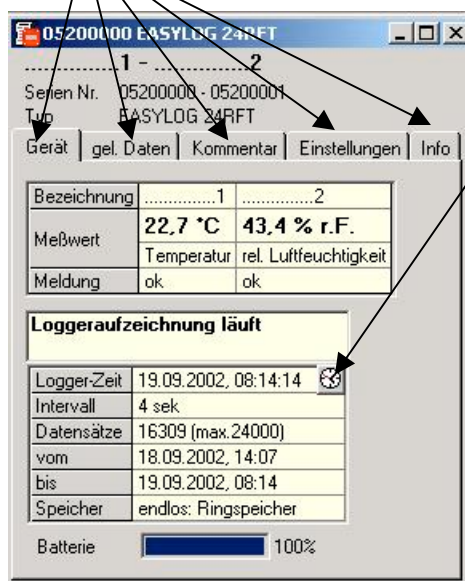 05200000 EASYLOG 24RFT
..............1 - ..............2
Serien Nr. 05200000 - 05200001
Typ EASYLOG 24RFT
Gerät gel. Daten Kommentar Einstellungen Info
Bezeichnung ..............1 ..............2
Meßwert 22,7 °C 43,4 % r.F.
Temperatur rel. Luftfeuchtigkeit
Meldung ok ok
Loggeraufzeichnung läuft
Logger-Zeit 19.09.2002, 08:14:14
Intervall 4 sek
Datensätze 16309 (max.24000)
vom 18.09.2002, 14:07
bis 19.09.2002, 08:14
Speicher endlos: Ringspeicher
Batterie 100%